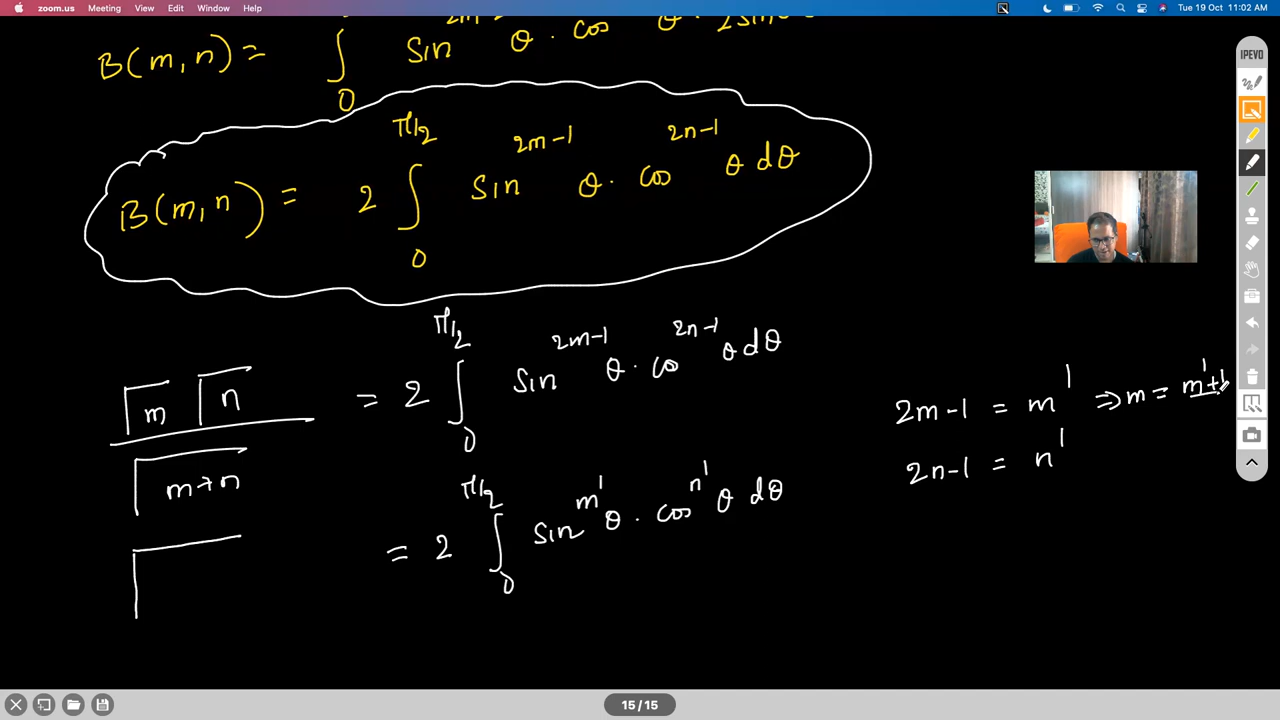 zoom.us Meeting View Edit Window Help Tue 19 Oct 11:02 AM
B(m,n) = ∫ 0 sin θ · cos θ ·
IPEVO
B(m,n) = 2 ∫ 0 π/2 sin 2m-1 θ · cos 2n-1 θ dθ
Γm Γn / Γm+n = 2 ∫ 0 π/2 sin 2m-1 θ · cos 2n-1 θ dθ
2m-1 = m' ⇒ m = m'+1
2n-1 = n'
= 2 ∫ 0 π/2 sin m' θ · cos n' θ dθ
15/15